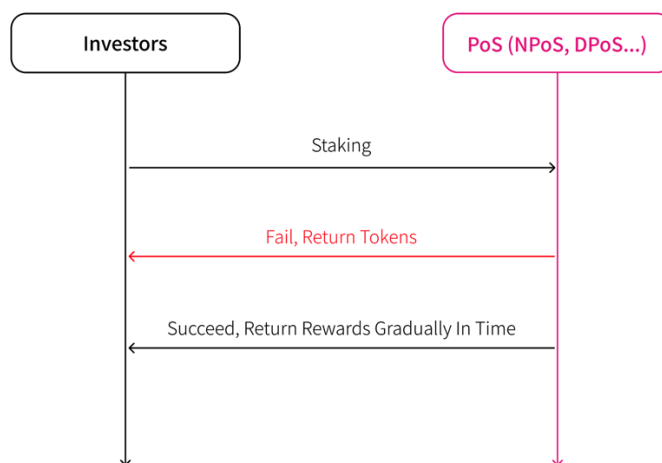 Investors
PoS (NPoS, DPoS...)
Staking
Fail, Return Tokens
Succeed, Return Rewards Gradually In Time